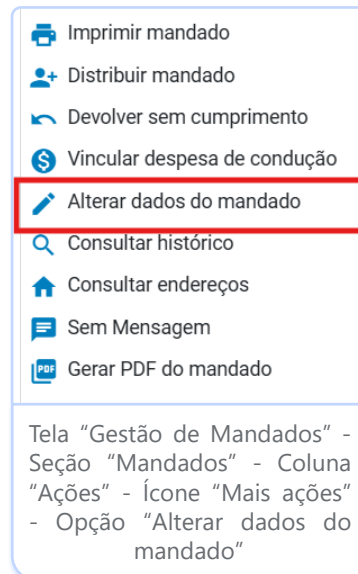 Imprimir mandado
Distribuir mandado
Devolver sem cumprimento
Vincular despesa de condução
Alterar dados do mandado
Consultar histórico
Consultar endereços
Sem Mensagem
PDF Gerar PDF do mandado
Tela “Gestão de Mandados” -
Seção “Mandados” - Coluna
“Ações” - Ícone “Mais ações”
- Opção “Alterar dados do
mandado”